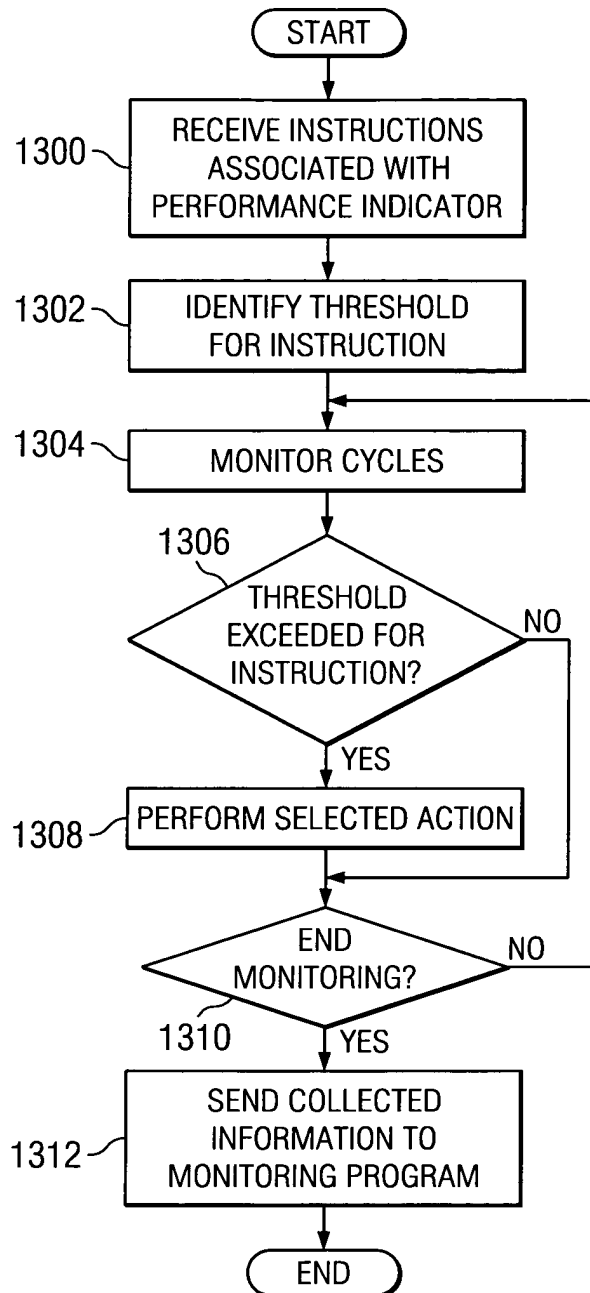 START
1300
RECEIVE INSTRUCTIONS
ASSOCIATED WITH
PERFORMANCE INDICATOR
1302
IDENTIFY THRESHOLD
FOR INSTRUCTION
1304
MONITOR CYCLES
1306
THRESHOLD
EXCEEDED FOR
INSTRUCTION?
NO
YES
1308
PERFORM SELECTED ACTION
END
MONITORING?
NO
1310
YES
1312
SEND COLLECTED
INFORMATION TO
MONITORING PROGRAM
END